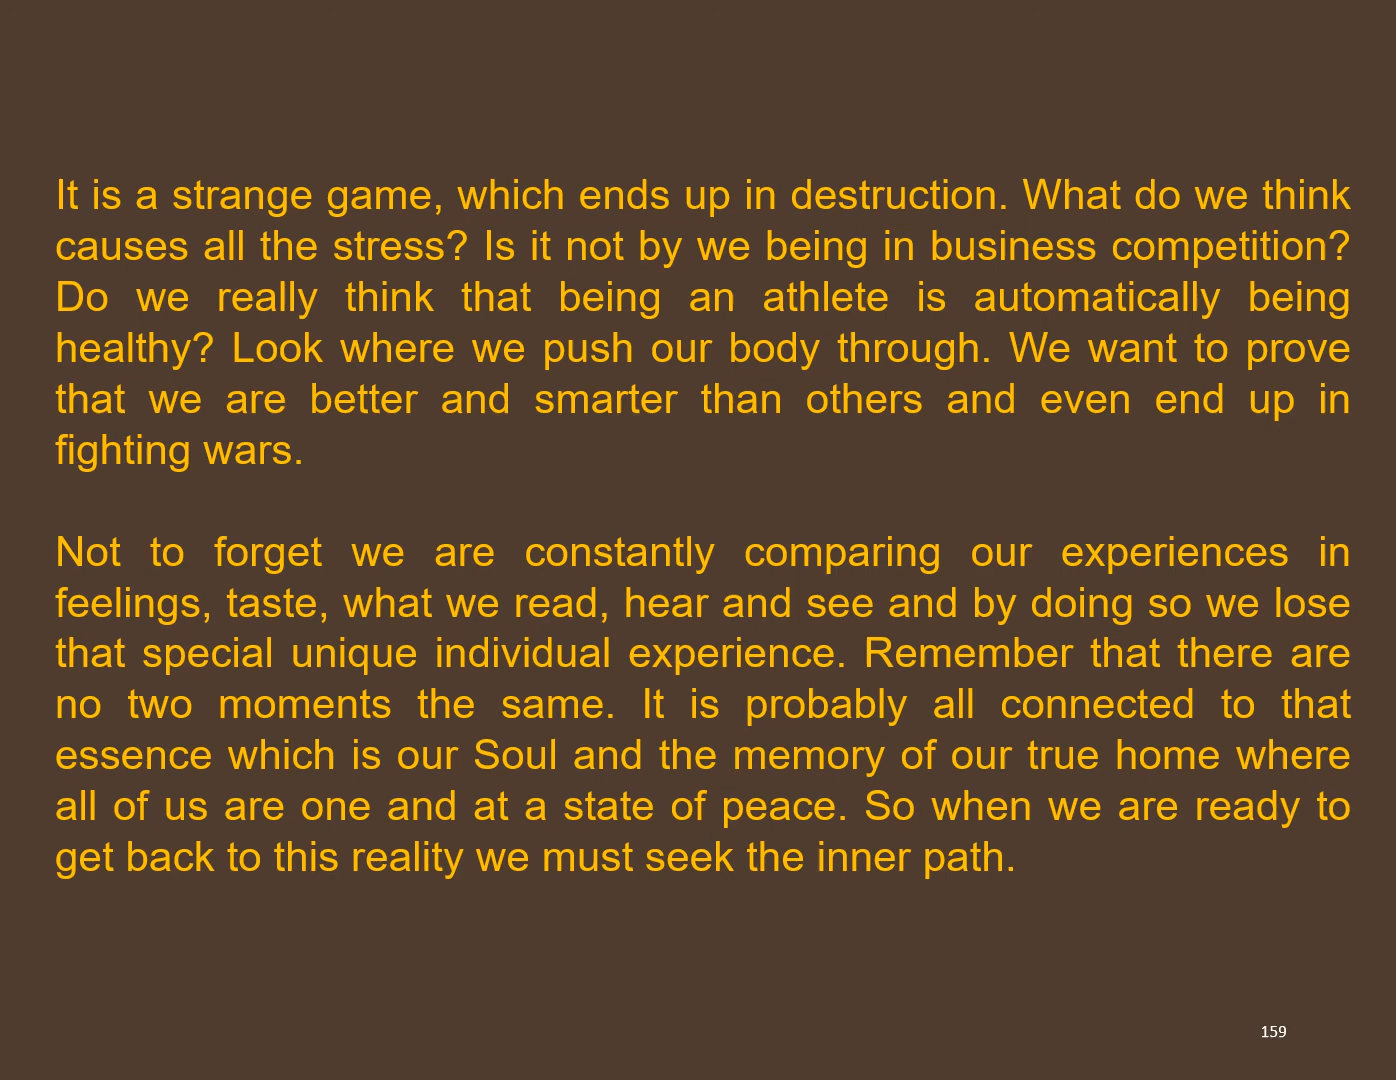 It is a strange game, which ends up in destruction. What do we think
causes all the stress? Is it not by we being in business competition?
Do we really think that being an athlete is automatically being
healthy? Look where we push our body through. We want to prove
that we are better and smarter than others and even end up in
fighting wars.
Not to forget we are constantly comparing our experiences in
feelings, taste, what we read, hear and see and by doing so we lose
that special unique individual experience. Remember that there are
no two moments the same. It is probably all connected to that
essence which is our Soul and the memory of our true home where
all of us are one and at a state of peace. So when we are ready to
get back to this reality we must seek the inner path.
159